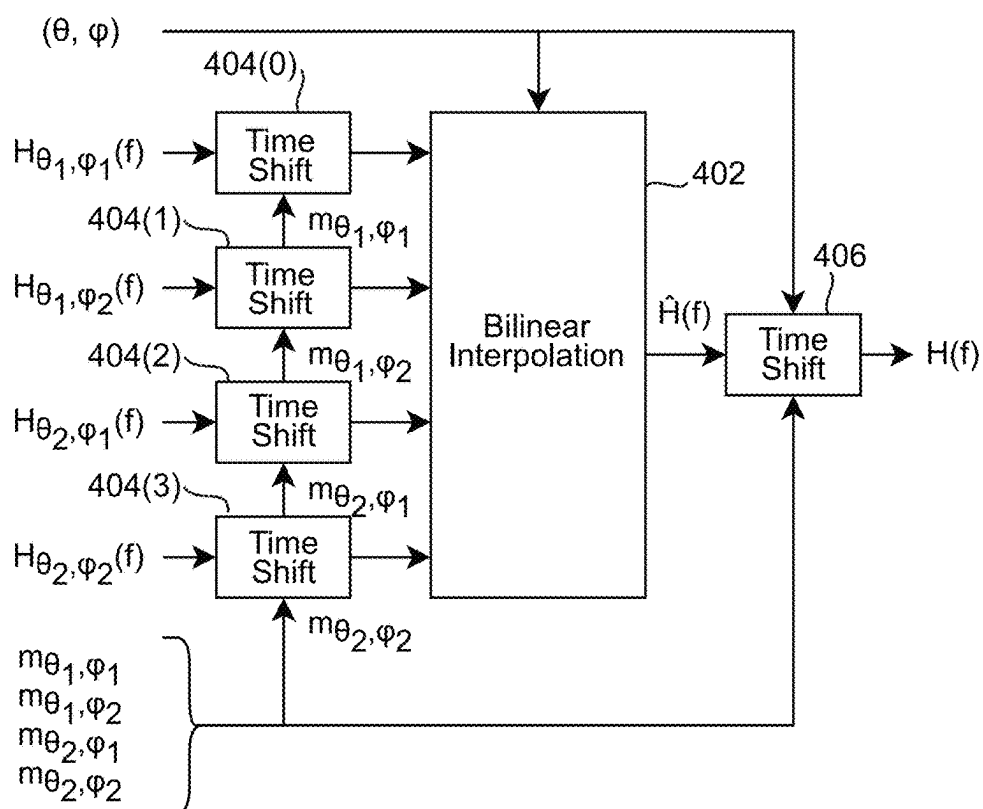 (θ, φ)
404(0)
Hθ₁,φ₁(f)
Time
Shift
402
404(1)
mθ₁,φ₁
Hθ₁,φ₂(f)
Time
Shift
406
Bilinear
Interpolation
Ĥ(f)
Time
Shift
H(f)
404(2)
mθ₁,φ₂
Hθ₂,φ₁(f)
Time
Shift
404(3)
mθ₂,φ₁
Hθ₂,φ₂(f)
Time
Shift
mθ₂,φ₂
mθ₁,φ₁
mθ₁,φ₂
mθ₂,φ₁
mθ₂,φ₂